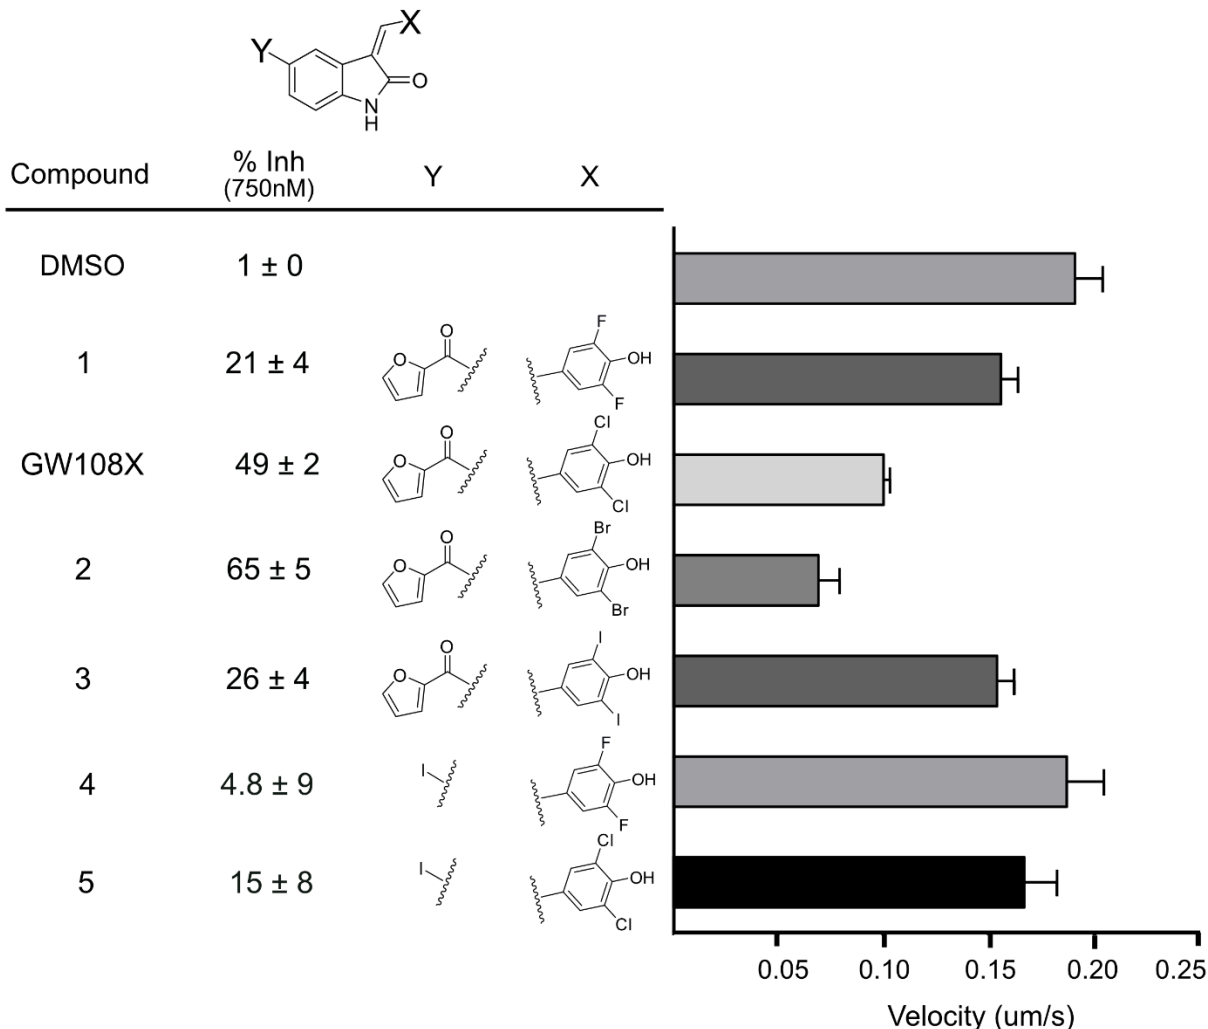 X
Y
O
N
H
Compound
% Inh
(750nM)
Y
X
DMSO
1 ± 0
1
21 ± 4
O
O
F
OH
F
GW108X
49 ± 2
O
O
Cl
OH
Cl
2
65 ± 5
O
O
Br
OH
Br
3
26 ± 4
O
O
I
OH
I
4
4.8 ± 9
I
F
OH
F
5
15 ± 8
I
Cl
OH
Cl
0.05 0.10 0.15 0.20 0.25
Velocity (um/s)